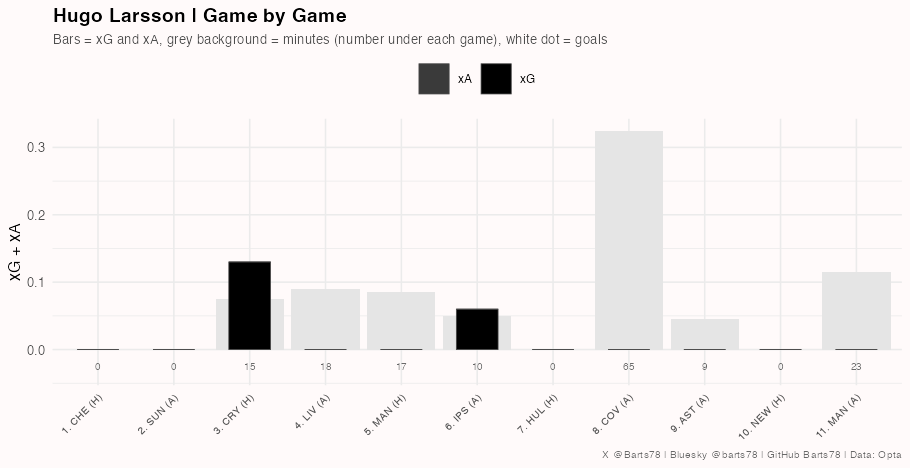 Hugo Larsson | Game by Game
Bars = xG and xA, grey background = minutes (number under each game), white dot = goals
xA xG
xG + xA
0.3
0.2
0.1
0.0
0 0 15 18 17 10 0 65 9 0 23
1. CHE (H)
2. SUN (A)
3. CRY (H)
4. LIV (A)
5. MAN (H)
6. IPS (A)
7. HUL (H)
8. COV (A)
9. AST (A)
10. NEW (H)
11. MAN (A)
X @Barts78 | Bluesky @barts78 | GitHub Barts78 | Data: Opta